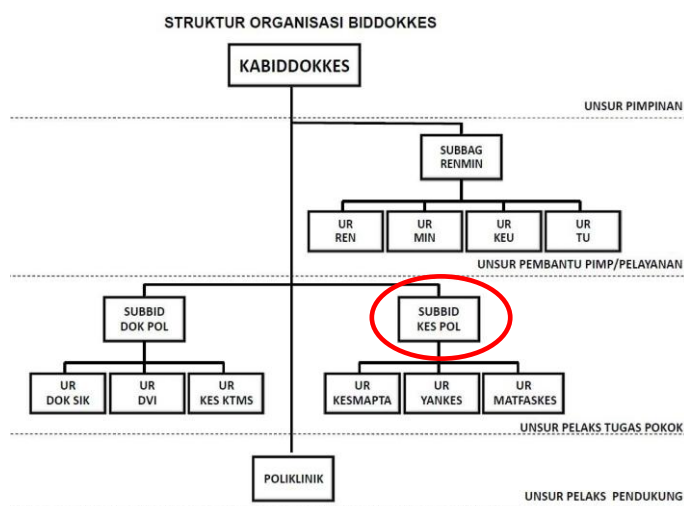 STRUKTUR ORGANISASI BIDDOKKES
KABIDDOKKES
UNSUR PIMPINAN
SUBBAG
RENMIN
UR
REN
UR
MIN
UR
KEU
UR
TU
UNSUR PEMBANTU PIMP/PELAYANAN
SUBBID
DOK POL
SUBBID
KES POL
UR
DOK SIK
UR
DVI
UR
KES KTMS
UR
KESMAPTA
UR
YANKES
UR
MATFASKES
UNSUR PELAKS TUGAS POKOK
POLIKLINIK
UNSUR PELAKS PENDUKUNG